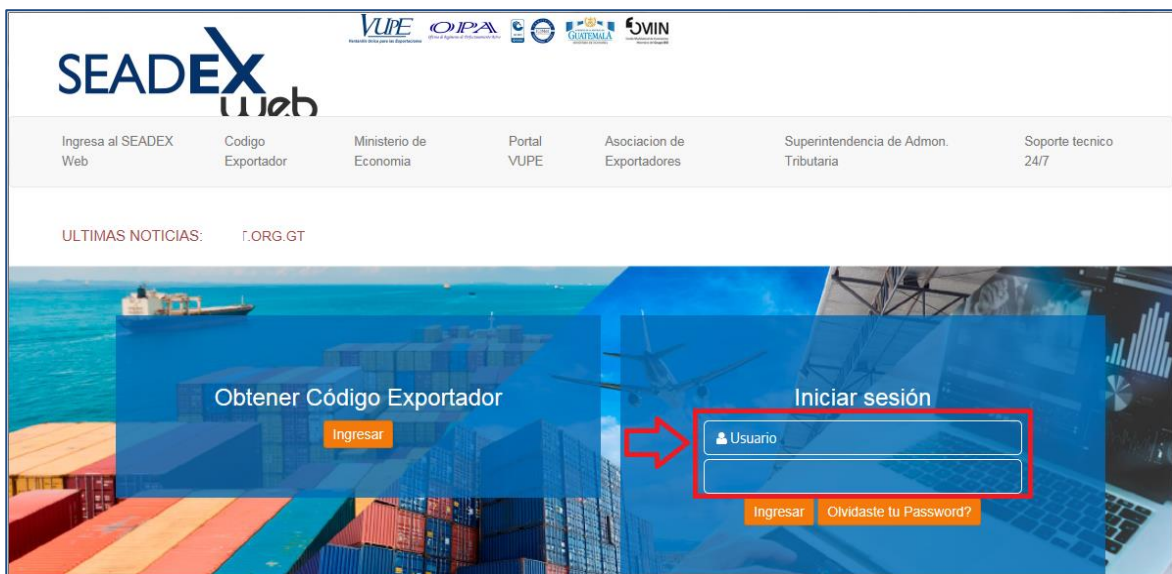 VUPE
OPA
GUATEMALA
SEADEX
web
Ingresa al SEADEX
Web
Codigo
Exportador
Ministerio de
Economia
Portal
VUPE
Asociacion de
Exportadores
Superintendencia de Admon.
Tributaria
Soporte tecnico
24/7
ULTIMAS NOTICIAS:
T.ORG.GT
Obtener Código Exportador
Ingresar
Iniciar sesión
Usuario
Ingresar
Olvidaste tu Password?